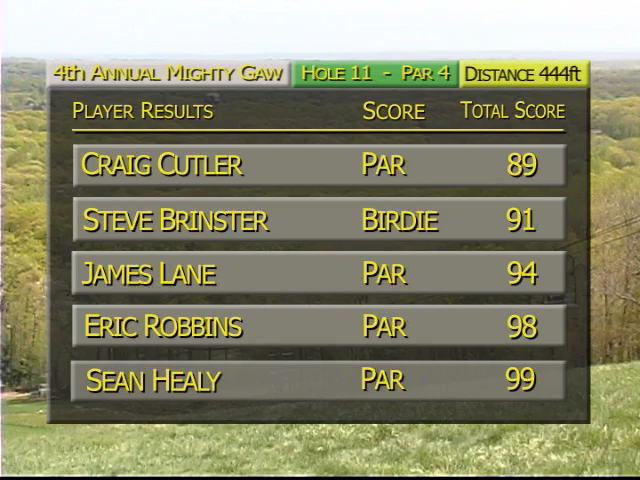 4th Annual Mighty Gaw Hole 11 - Par 4 Distance 444ft
Player Results Score Total Score
Craig Cutler Par 89
Steve Brinster Birdie 91
James Lane Par 94
Eric Robbins Par 98
Sean Healy Par 99